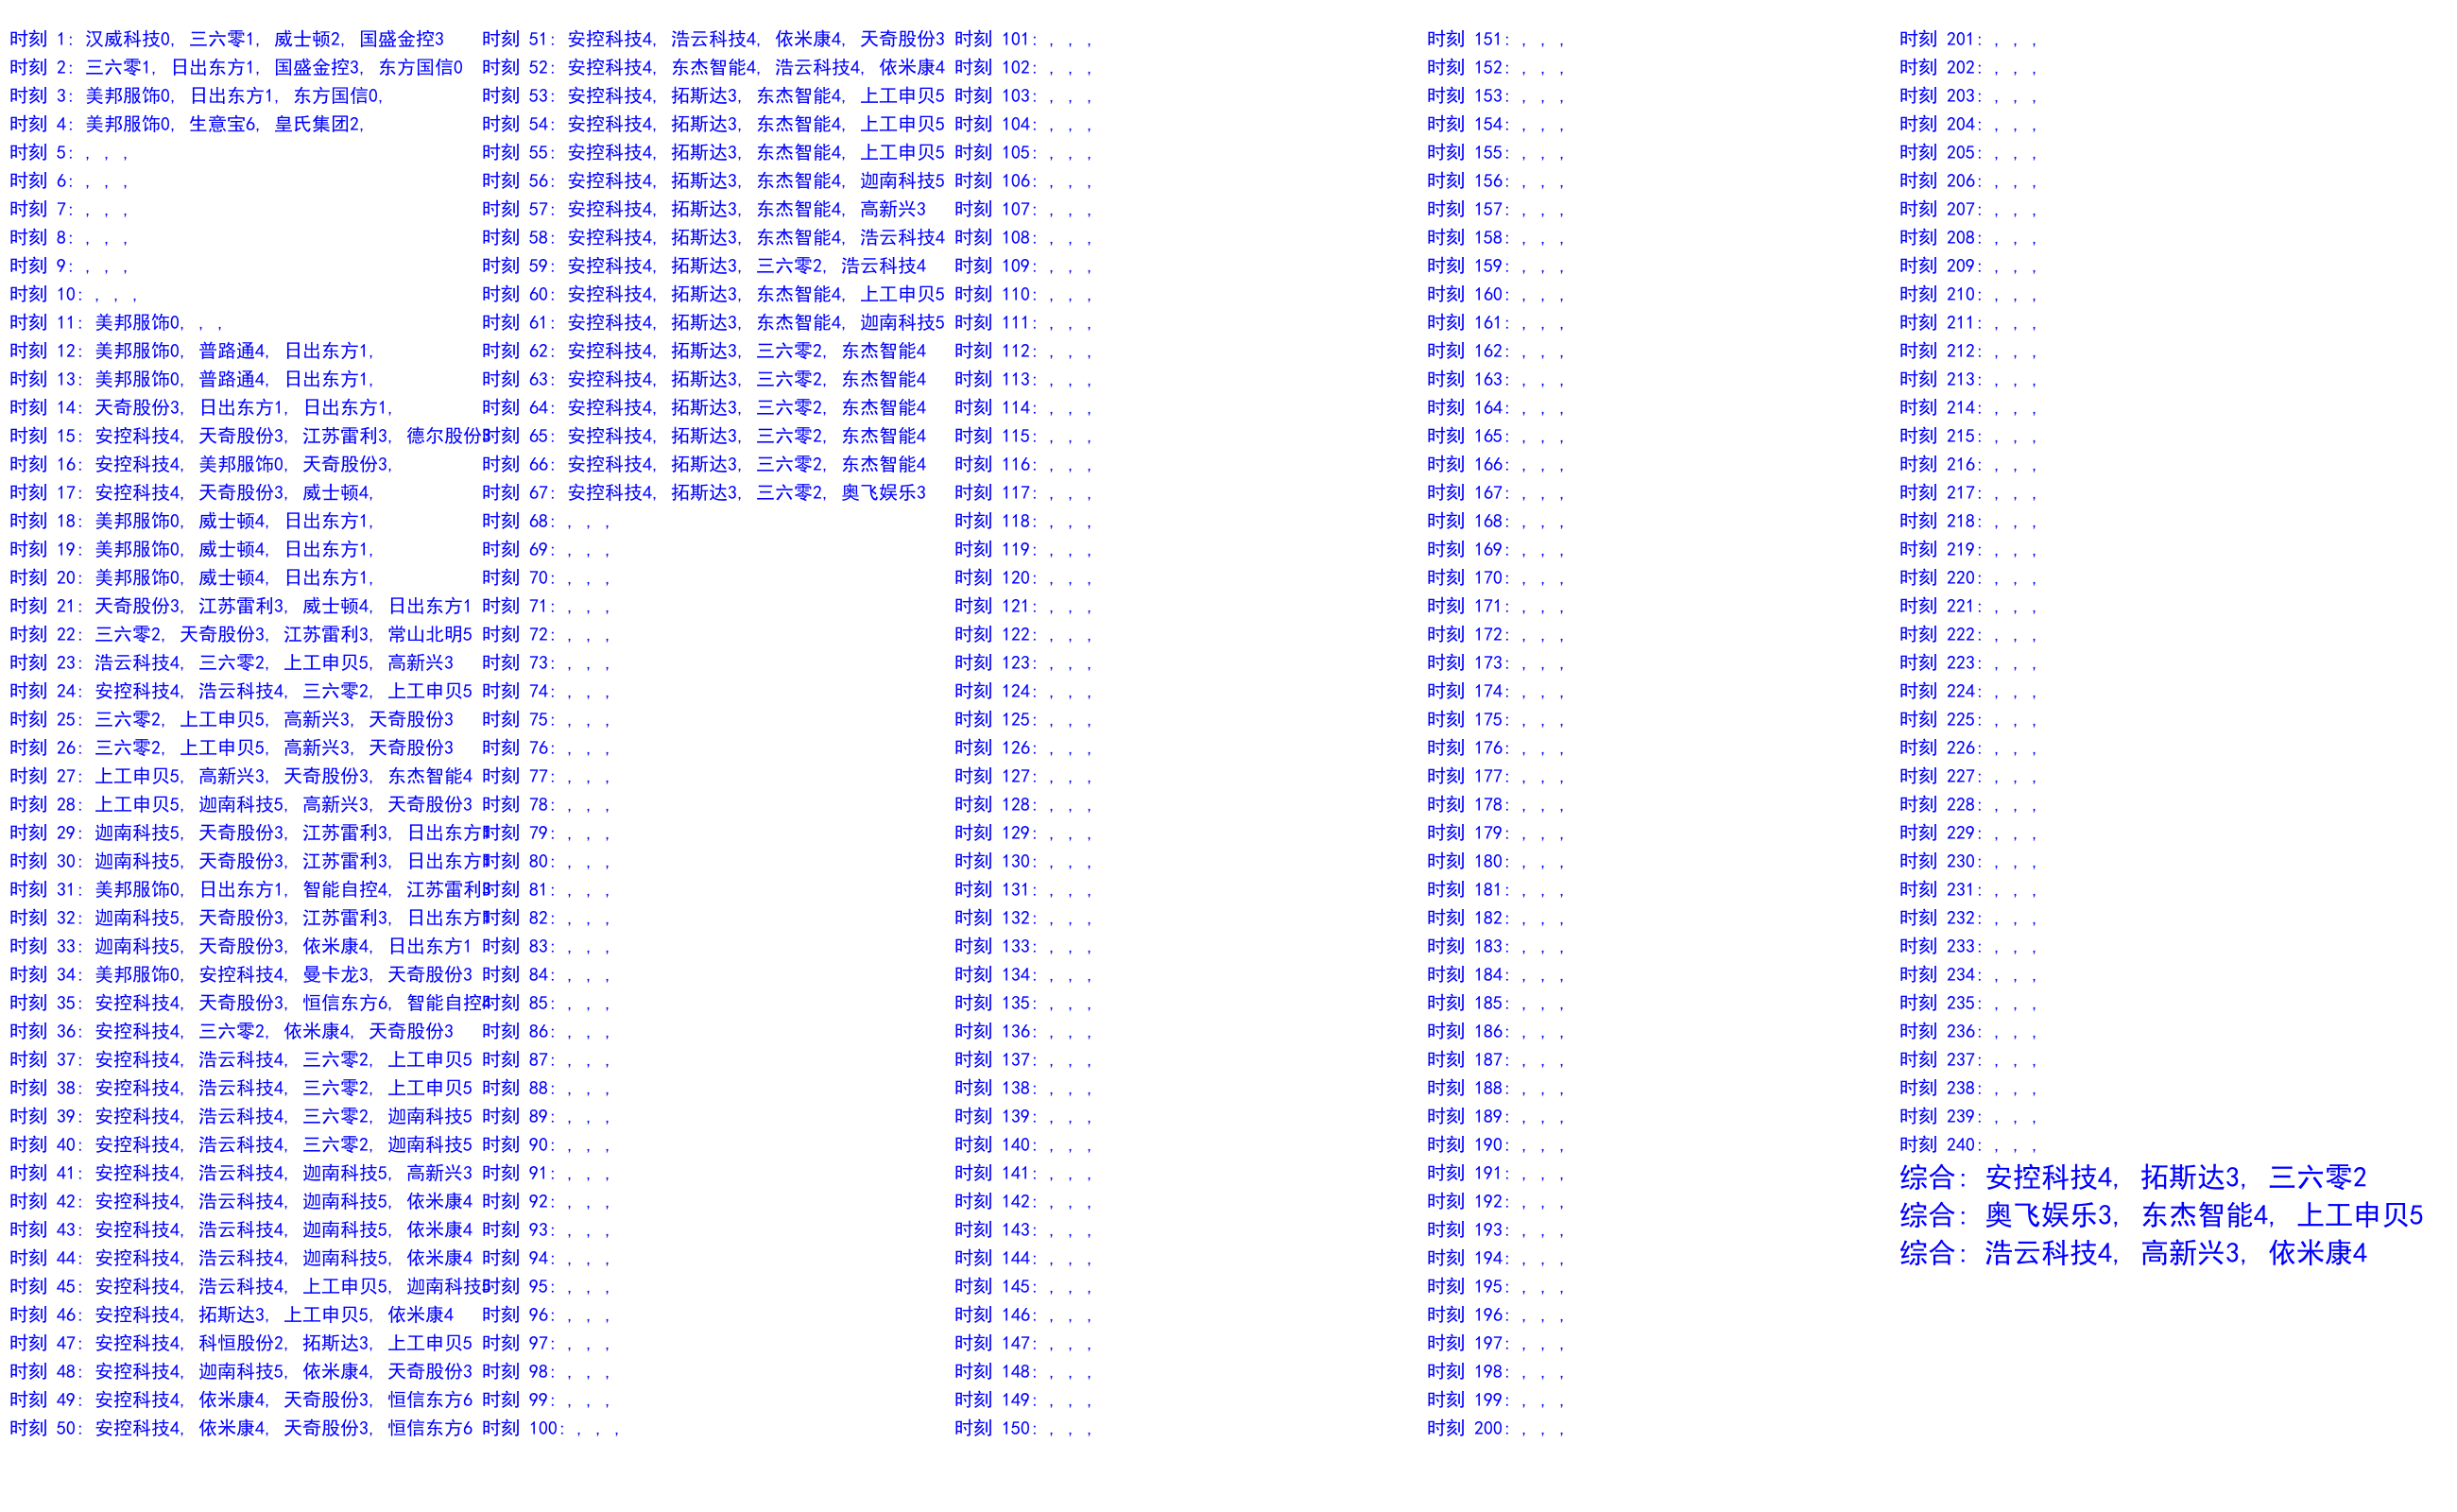 时刻 1: 汉威科技0, 三六零1, 威士顿2, 国盛金控3
时刻 2: 三六零1, 日出东方1, 国盛金控3, 东方国信0
时刻 3: 美邦服饰0, 日出东方1, 东方国信0,
时刻 4: 美邦服饰0, 生意宝6, 皇氏集团2,
时刻 5: , , ,
时刻 6: , , ,
时刻 7: , , ,
时刻 8: , , ,
时刻 9: , , ,
时刻 10: , , ,
时刻 11: 美邦服饰0, , ,
时刻 12: 美邦服饰0, 普路通4, 日出东方1,
时刻 13: 美邦服饰0, 普路通4, 日出东方1,
时刻 14: 天奇股份3, 日出东方1, 日出东方1,
时刻 15: 安控科技4, 天奇股份3, 江苏雷利3, 德尔股份3
时刻 16: 安控科技4, 美邦服饰0, 天奇股份3,
时刻 17: 安控科技4, 天奇股份3, 威士顿4,
时刻 18: 美邦服饰0, 威士顿4, 日出东方1,
时刻 19: 美邦服饰0, 威士顿4, 日出东方1,
时刻 20: 美邦服饰0, 威士顿4, 日出东方1,
时刻 21: 天奇股份3, 江苏雷利3, 威士顿4, 日出东方1
时刻 22: 三六零2, 天奇股份3, 江苏雷利3, 常山北明5
时刻 23: 浩云科技4, 三六零2, 上工申贝5, 高新兴3
时刻 24: 安控科技4, 浩云科技4, 三六零2, 上工申贝5
时刻 25: 三六零2, 上工申贝5, 高新兴3, 天奇股份3
时刻 26: 三六零2, 上工申贝5, 高新兴3, 天奇股份3
时刻 27: 上工申贝5, 高新兴3, 天奇股份3, 东杰智能4
时刻 28: 上工申贝5, 迦南科技5, 高新兴3, 天奇股份3
时刻 29: 迦南科技5, 天奇股份3, 江苏雷利3, 日出东方1
时刻 30: 迦南科技5, 天奇股份3, 江苏雷利3, 日出东方1
时刻 31: 美邦服饰0, 日出东方1, 智能自控4, 江苏雷利3
时刻 32: 迦南科技5, 天奇股份3, 江苏雷利3, 日出东方1
时刻 33: 迦南科技5, 天奇股份3, 依米康4, 日出东方1
时刻 34: 美邦服饰0, 安控科技4, 曼卡龙3, 天奇股份3
时刻 35: 安控科技4, 天奇股份3, 恒信东方6, 智能自控4
时刻 36: 安控科技4, 三六零2, 依米康4, 天奇股份3
时刻 37: 安控科技4, 浩云科技4, 三六零2, 上工申贝5
时刻 38: 安控科技4, 浩云科技4, 三六零2, 上工申贝5
时刻 39: 安控科技4, 浩云科技4, 三六零2, 迦南科技5
时刻 40: 安控科技4, 浩云科技4, 三六零2, 迦南科技5
时刻 41: 安控科技4, 浩云科技4, 迦南科技5, 高新兴3
时刻 42: 安控科技4, 浩云科技4, 迦南科技5, 依米康4
时刻 43: 安控科技4, 浩云科技4, 迦南科技5, 依米康4
时刻 44: 安控科技4, 浩云科技4, 迦南科技5, 依米康4
时刻 45: 安控科技4, 浩云科技4, 上工申贝5, 迦南科技5
时刻 46: 安控科技4, 拓斯达3, 上工申贝5, 依米康4
时刻 47: 安控科技4, 科恒股份2, 拓斯达3, 上工申贝5
时刻 48: 安控科技4, 迦南科技5, 依米康4, 天奇股份3
时刻 49: 安控科技4, 依米康4, 天奇股份3, 恒信东方6
时刻 50: 安控科技4, 依米康4, 天奇股份3, 恒信东方6
时刻 51: 安控科技4, 浩云科技4, 依米康4, 天奇股份3
时刻 52: 安控科技4, 东杰智能4, 浩云科技4, 依米康4
时刻 53: 安控科技4, 拓斯达3, 东杰智能4, 上工申贝5
时刻 54: 安控科技4, 拓斯达3, 东杰智能4, 上工申贝5
时刻 55: 安控科技4, 拓斯达3, 东杰智能4, 上工申贝5
时刻 56: 安控科技4, 拓斯达3, 东杰智能4, 迦南科技5
时刻 57: 安控科技4, 拓斯达3, 东杰智能4, 高新兴3
时刻 58: 安控科技4, 拓斯达3, 东杰智能4, 浩云科技4
时刻 59: 安控科技4, 拓斯达3, 三六零2, 浩云科技4
时刻 60: 安控科技4, 拓斯达3, 东杰智能4, 上工申贝5
时刻 61: 安控科技4, 拓斯达3, 东杰智能4, 迦南科技5
时刻 62: 安控科技4, 拓斯达3, 三六零2, 东杰智能4
时刻 63: 安控科技4, 拓斯达3, 三六零2, 东杰智能4
时刻 64: 安控科技4, 拓斯达3, 三六零2, 东杰智能4
时刻 65: 安控科技4, 拓斯达3, 三六零2, 东杰智能4
时刻 66: 安控科技4, 拓斯达3, 三六零2, 东杰智能4
时刻 67: 安控科技4, 拓斯达3, 三六零2, 奥飞娱乐3
时刻 68: , , ,
时刻 69: , , ,
时刻 70: , , ,
时刻 71: , , ,
时刻 72: , , ,
时刻 73: , , ,
时刻 74: , , ,
时刻 75: , , ,
时刻 76: , , ,
时刻 77: , , ,
时刻 78: , , ,
时刻 79: , , ,
时刻 80: , , ,
时刻 81: , , ,
时刻 82: , , ,
时刻 83: , , ,
时刻 84: , , ,
时刻 85: , , ,
时刻 86: , , ,
时刻 87: , , ,
时刻 88: , , ,
时刻 89: , , ,
时刻 90: , , ,
时刻 91: , , ,
时刻 92: , , ,
时刻 93: , , ,
时刻 94: , , ,
时刻 95: , , ,
时刻 96: , , ,
时刻 97: , , ,
时刻 98: , , ,
时刻 99: , , ,
时刻 100: , , ,
时刻 101: , , ,
时刻 102: , , ,
时刻 103: , , ,
时刻 104: , , ,
时刻 105: , , ,
时刻 106: , , ,
时刻 107: , , ,
时刻 108: , , ,
时刻 109: , , ,
时刻 110: , , ,
时刻 111: , , ,
时刻 112: , , ,
时刻 113: , , ,
时刻 114: , , ,
时刻 115: , , ,
时刻 116: , , ,
时刻 117: , , ,
时刻 118: , , ,
时刻 119: , , ,
时刻 120: , , ,
时刻 121: , , ,
时刻 122: , , ,
时刻 123: , , ,
时刻 124: , , ,
时刻 125: , , ,
时刻 126: , , ,
时刻 127: , , ,
时刻 128: , , ,
时刻 129: , , ,
时刻 130: , , ,
时刻 131: , , ,
时刻 132: , , ,
时刻 133: , , ,
时刻 134: , , ,
时刻 135: , , ,
时刻 136: , , ,
时刻 137: , , ,
时刻 138: , , ,
时刻 139: , , ,
时刻 140: , , ,
时刻 141: , , ,
时刻 142: , , ,
时刻 143: , , ,
时刻 144: , , ,
时刻 145: , , ,
时刻 146: , , ,
时刻 147: , , ,
时刻 148: , , ,
时刻 149: , , ,
时刻 150: , , ,
时刻 151: , , ,
时刻 152: , , ,
时刻 153: , , ,
时刻 154: , , ,
时刻 155: , , ,
时刻 156: , , ,
时刻 157: , , ,
时刻 158: , , ,
时刻 159: , , ,
时刻 160: , , ,
时刻 161: , , ,
时刻 162: , , ,
时刻 163: , , ,
时刻 164: , , ,
时刻 165: , , ,
时刻 166: , , ,
时刻 167: , , ,
时刻 168: , , ,
时刻 169: , , ,
时刻 170: , , ,
时刻 171: , , ,
时刻 172: , , ,
时刻 173: , , ,
时刻 174: , , ,
时刻 175: , , ,
时刻 176: , , ,
时刻 177: , , ,
时刻 178: , , ,
时刻 179: , , ,
时刻 180: , , ,
时刻 181: , , ,
时刻 182: , , ,
时刻 183: , , ,
时刻 184: , , ,
时刻 185: , , ,
时刻 186: , , ,
时刻 187: , , ,
时刻 188: , , ,
时刻 189: , , ,
时刻 190: , , ,
时刻 191: , , ,
时刻 192: , , ,
时刻 193: , , ,
时刻 194: , , ,
时刻 195: , , ,
时刻 196: , , ,
时刻 197: , , ,
时刻 198: , , ,
时刻 199: , , ,
时刻 200: , , ,
时刻 201: , , ,
时刻 202: , , ,
时刻 203: , , ,
时刻 204: , , ,
时刻 205: , , ,
时刻 206: , , ,
时刻 207: , , ,
时刻 208: , , ,
时刻 209: , , ,
时刻 210: , , ,
时刻 211: , , ,
时刻 212: , , ,
时刻 213: , , ,
时刻 214: , , ,
时刻 215: , , ,
时刻 216: , , ,
时刻 217: , , ,
时刻 218: , , ,
时刻 219: , , ,
时刻 220: , , ,
时刻 221: , , ,
时刻 222: , , ,
时刻 223: , , ,
时刻 224: , , ,
时刻 225: , , ,
时刻 226: , , ,
时刻 227: , , ,
时刻 228: , , ,
时刻 229: , , ,
时刻 230: , , ,
时刻 231: , , ,
时刻 232: , , ,
时刻 233: , , ,
时刻 234: , , ,
时刻 235: , , ,
时刻 236: , , ,
时刻 237: , , ,
时刻 238: , , ,
时刻 239: , , ,
时刻 240: , , ,
综合: 安控科技4, 拓斯达3, 三六零2
综合: 奥飞娱乐3, 东杰智能4, 上工申贝5
综合: 浩云科技4, 高新兴3, 依米康4